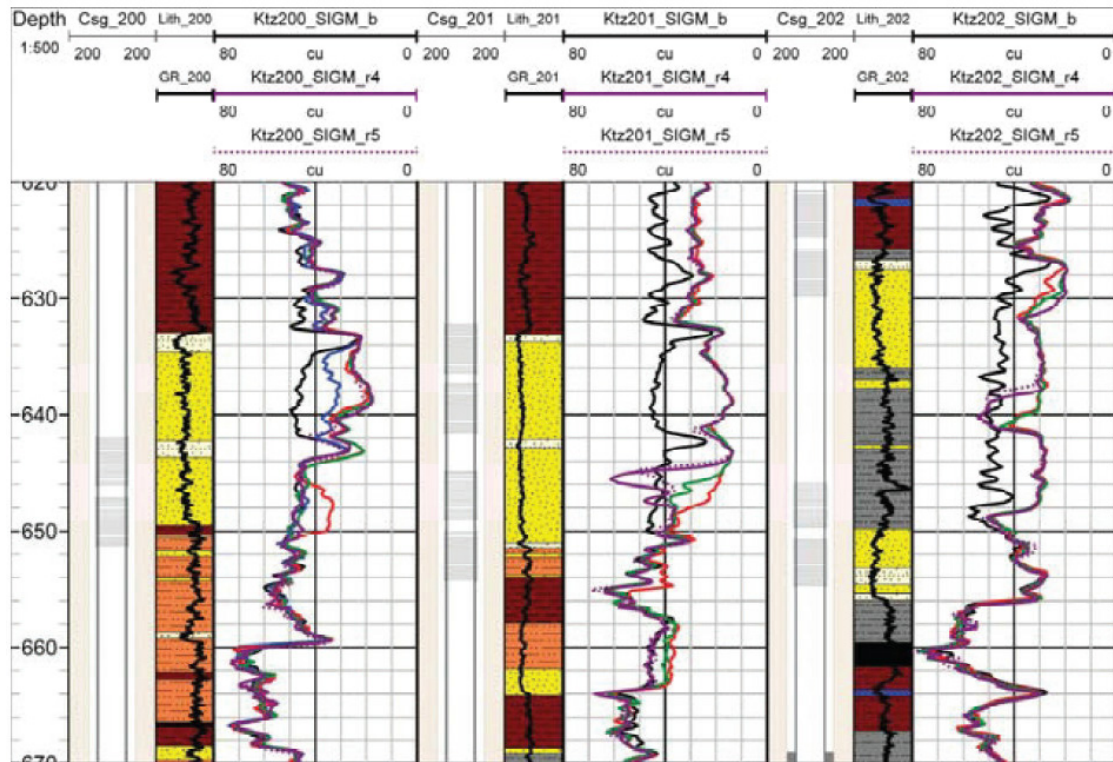 Depth Csg_200 Lith_200 Ktz200_SIGM_b Csg_201 Lith_201 Ktz201_SIGM_b Csg_202 Lith_202 Ktz202_SIGM_b
1:500 200 200 80 cu 0 200 200 80 cu 0 200 200 80 cu 0
GR_200 Ktz200_SIGM_r4 GR_201 Ktz201_SIGM_r4 GR_202 Ktz202_SIGM_r4
80 cu 0 80 cu 0 80 cu 0
Ktz200_SIGM_r5 Ktz201_SIGM_r5 Ktz202_SIGM_r5
80 cu 0 80 cu 0 80 cu 0
620
630
640
650
660
670